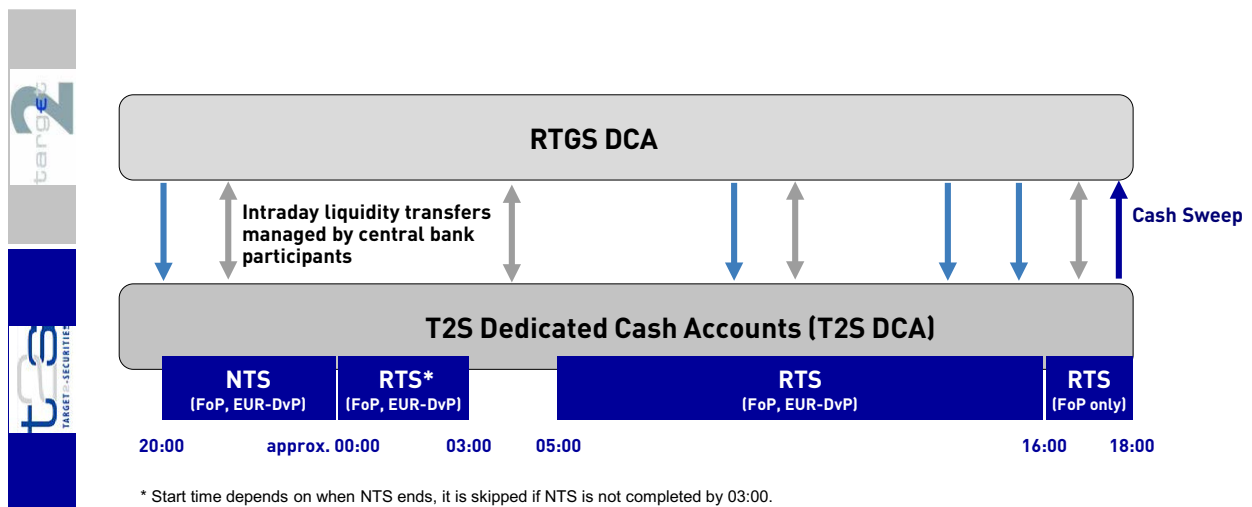 targ€t
2
RTGS DCA
Intraday liquidity transfers
managed by central bank
participants
Cash Sweep
T2S Dedicated Cash Accounts (T2S DCA)
t2s
TARGET2-SECURITIES
NTS
(FoP, EUR-DvP)
RTS*
(FoP, EUR-DvP)
RTS
(FoP, EUR-DvP)
RTS
(FoP only)
20:00 approx. 00:00 03:00 05:00 16:00 18:00
* Start time depends on when NTS ends, it is skipped if NTS is not completed by 03:00.